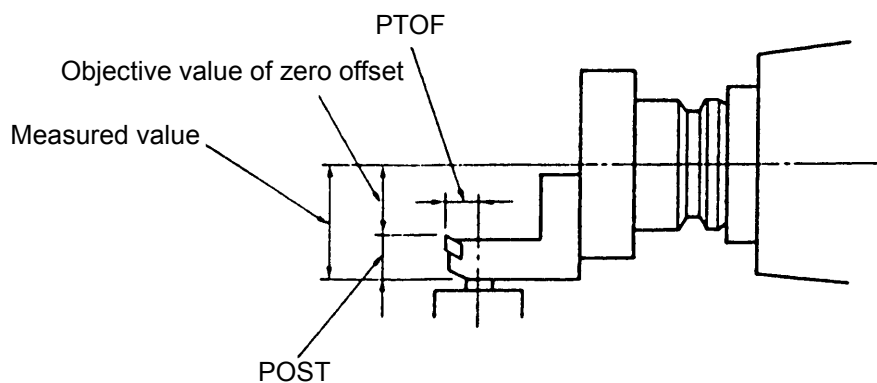 PTOF
Objective value of zero offset
Measured value
POST